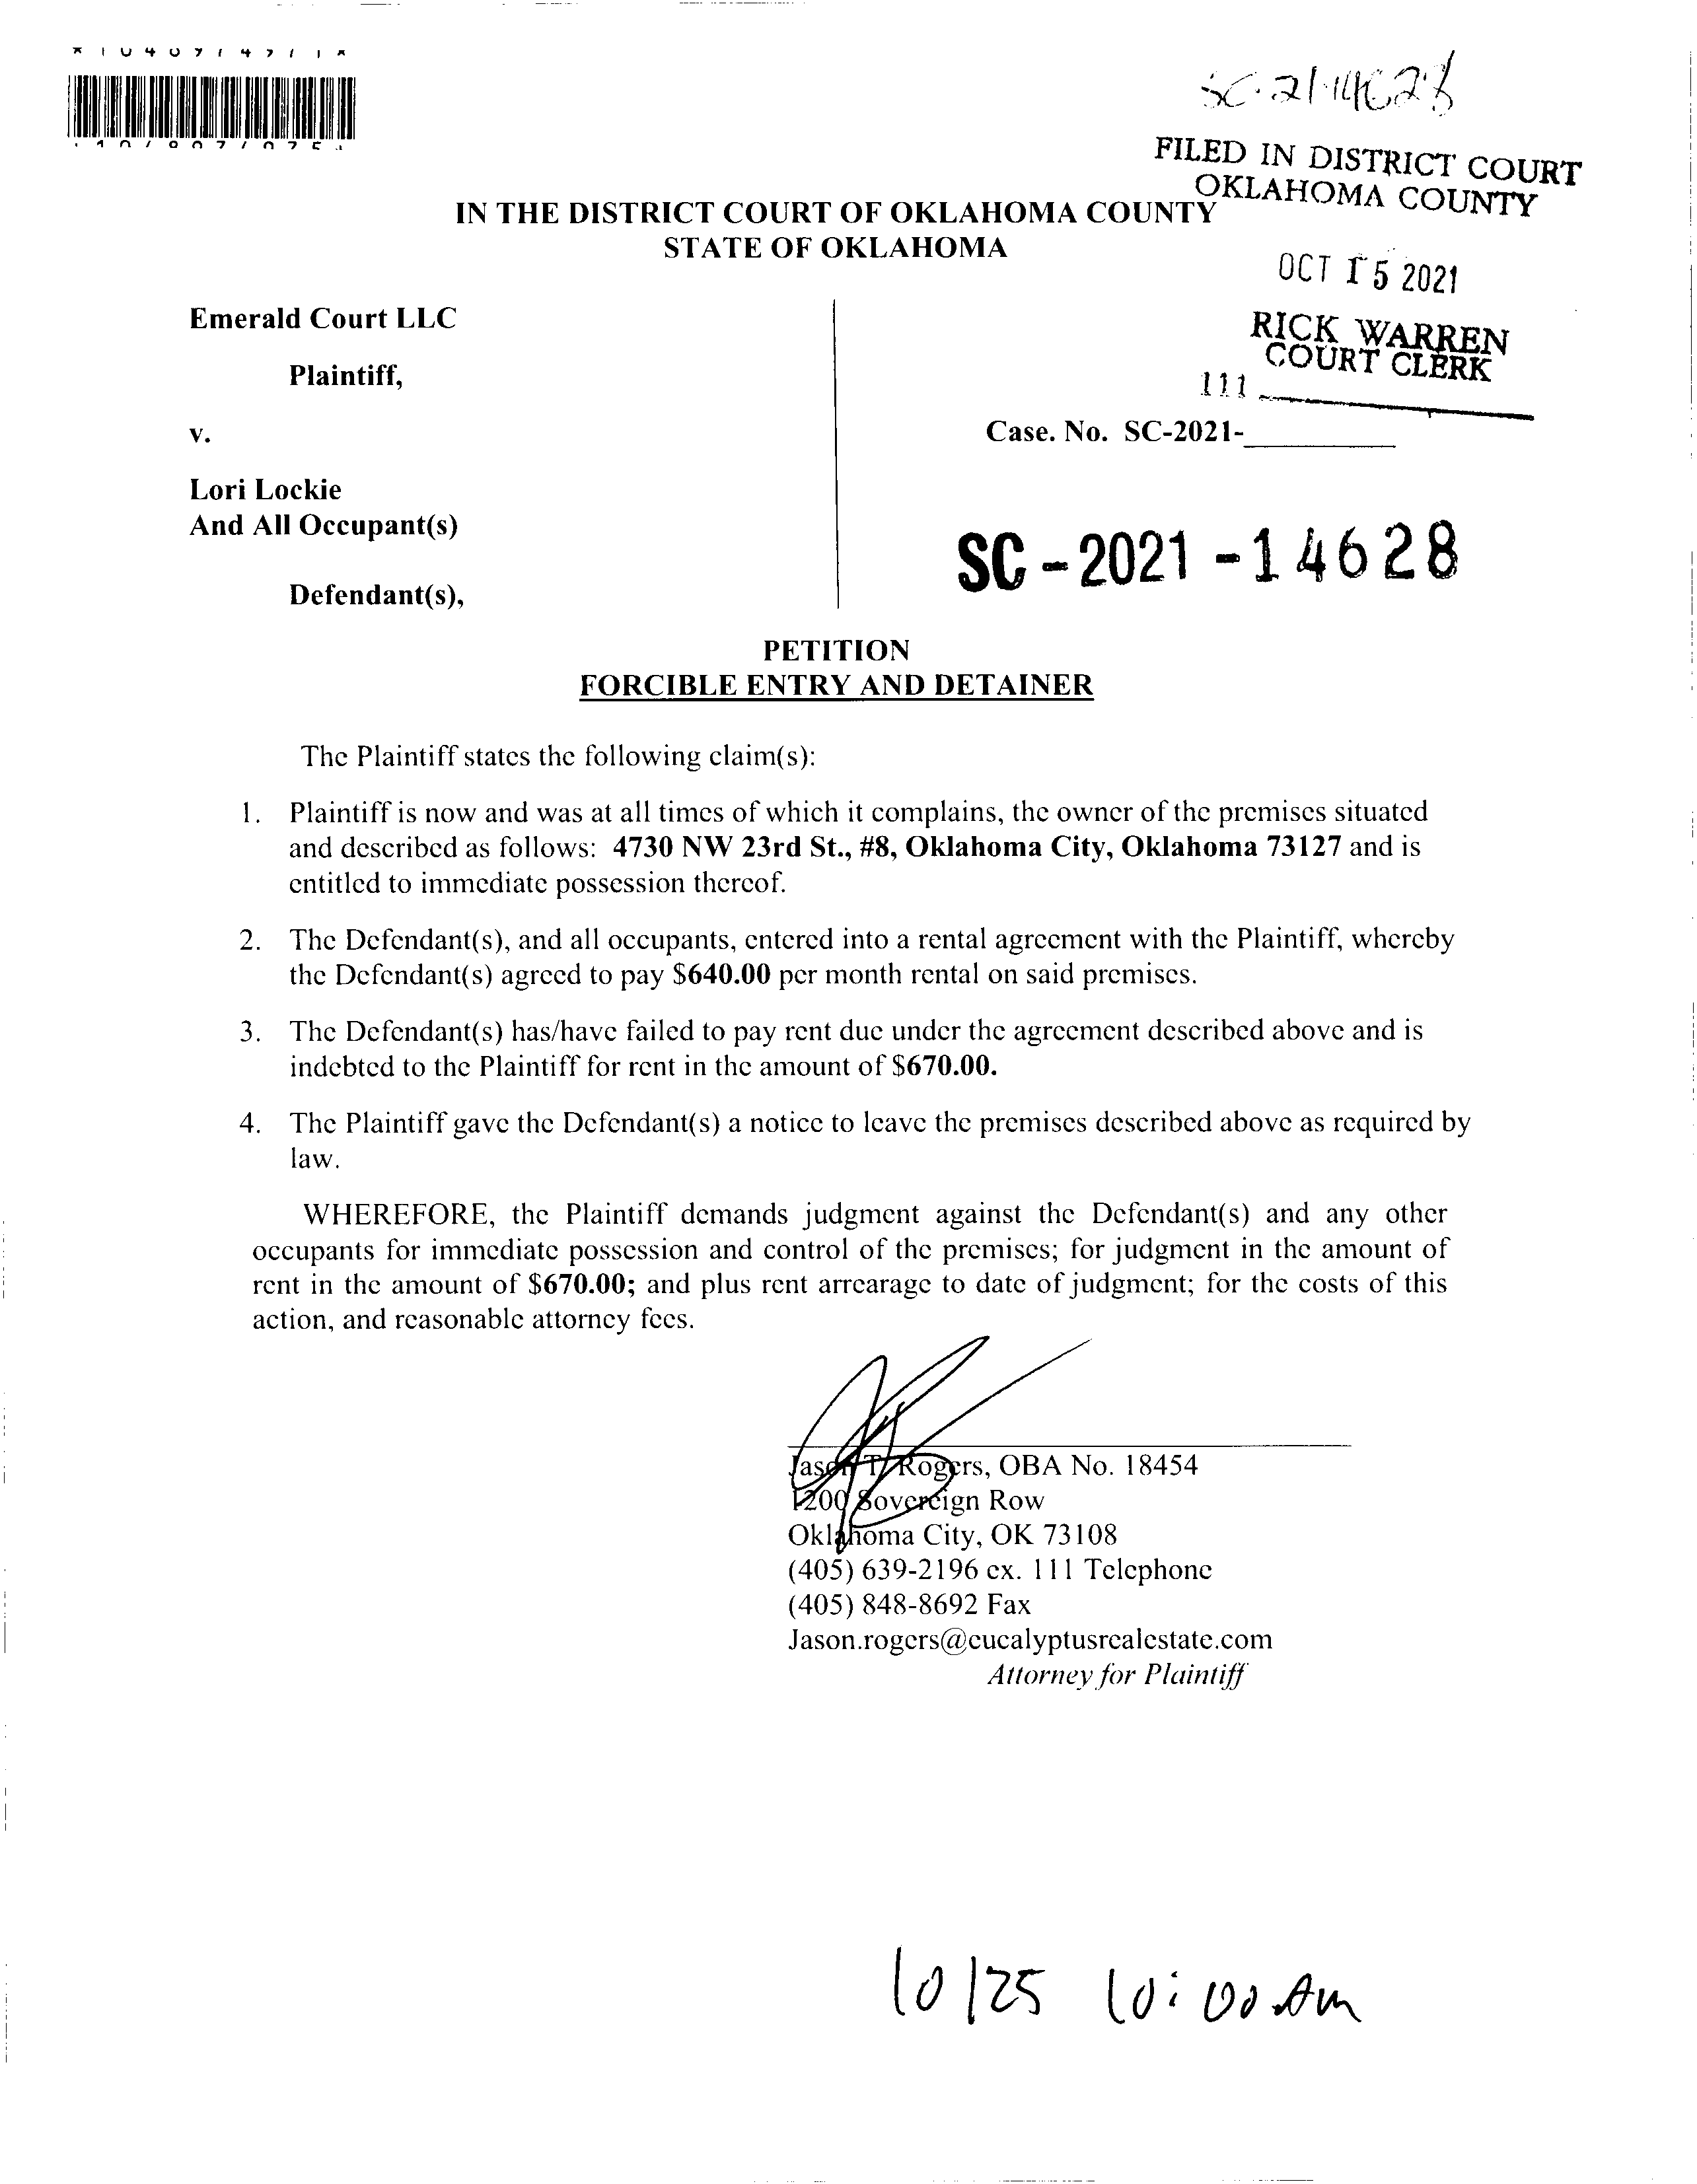 SC-21-14628
FILED IN DISTRICT COURT
OKLAHOMA COUNTY
IN THE DISTRICT COURT OF OKLAHOMA COUNTY
STATE OF OKLAHOMA
OCT 15 2021
RICK WARREN
COURT CLERK
111
Emerald Court LLC
Plaintiff,
v.
Case. No. SC-2021-
Lori Lockie
And All Occupant(s)
SC-2021-14628
Defendant(s),
PETITION
FORCIBLE ENTRY AND DETAINER
The Plaintiff states the following claim(s):
1. Plaintiff is now and was at all times of which it complains, the owner of the premises situated
and described as follows: 4730 NW 23rd St., #8, Oklahoma City, Oklahoma 73127 and is
entitled to immediate possession thereof.
2. The Defendant(s), and all occupants, entered into a rental agreement with the Plaintiff, whereby
the Defendant(s) agreed to pay $640.00 per month rental on said premises.
3. The Defendant(s) has/have failed to pay rent due under the agreement described above and is
indebted to the Plaintiff for rent in the amount of $670.00.
4. The Plaintiff gave the Defendant(s) a notice to leave the premises described above as required by
law.
WHEREFORE, the Plaintiff demands judgment against the Defendant(s) and any other
occupants for immediate possession and control of the premises; for judgment in the amount of
rent in the amount of $670.00; and plus rent arrearage to date of judgment; for the costs of this
action, and reasonable attorney fees.
Jason T. Rogers, OBA No. 18454
1200 Sovereign Row
Oklahoma City, OK 73108
(405) 639-2196 ex. 111 Telephone
(405) 848-8692 Fax
Jason.rogers@eucalyptusrealestate.com
Attorney for Plaintiff
10/25 10:00 Am